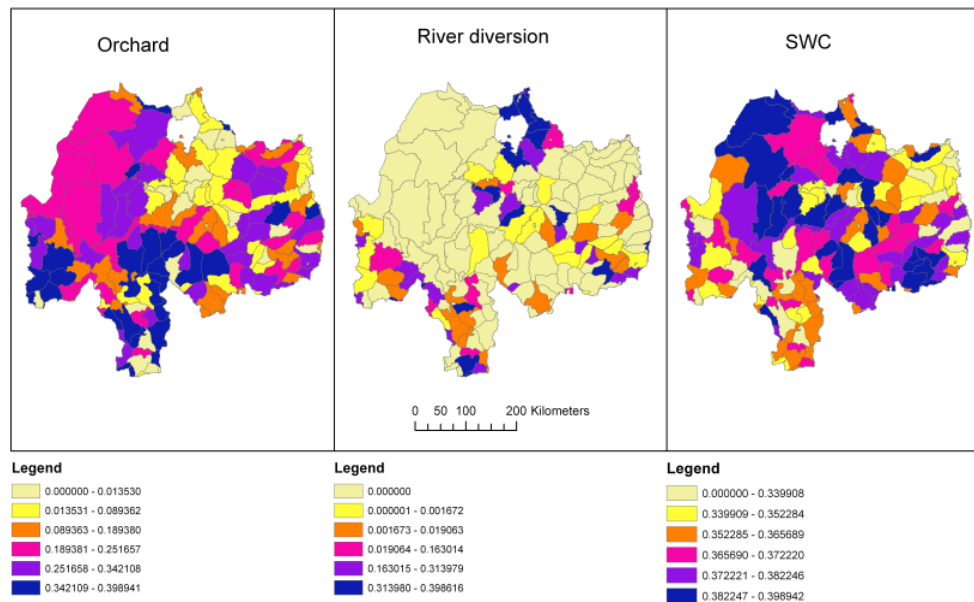 Orchard
River diversion
SWC
0 50 100 200 Kilometers
Legend
0.000000 - 0.013530
0.013531 - 0.089362
0.089363 - 0.189380
0.189381 - 0.251657
0.251658 - 0.342108
0.342109 - 0.398941
Legend
0.000000
0.000001 - 0.001672
0.001673 - 0.019063
0.019064 - 0.163014
0.163015 - 0.313979
0.313980 - 0.398616
Legend
0.000000 - 0.339908
0.339909 - 0.352284
0.352285 - 0.365689
0.365690 - 0.372220
0.372221 - 0.382246
0.382247 - 0.398942